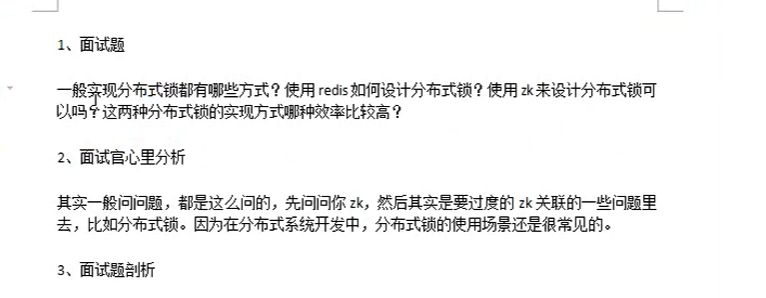 1、面试题
一般实现分布式锁都有哪些方式？使用 redis 如何设计分布式锁？使用 zk 来设计分布式锁可
以吗？这两种分布式锁的实现方式哪种效率比较高？
2、面试官心里分析
其实一般问问题，都是这么问的，先问问你 zk，然后其实是要过度的 zk 关联的一些问题里
去，比如分布式锁。因为在分布式系统开发中，分布式锁的使用场景还是很常见的。
3、面试题剖析